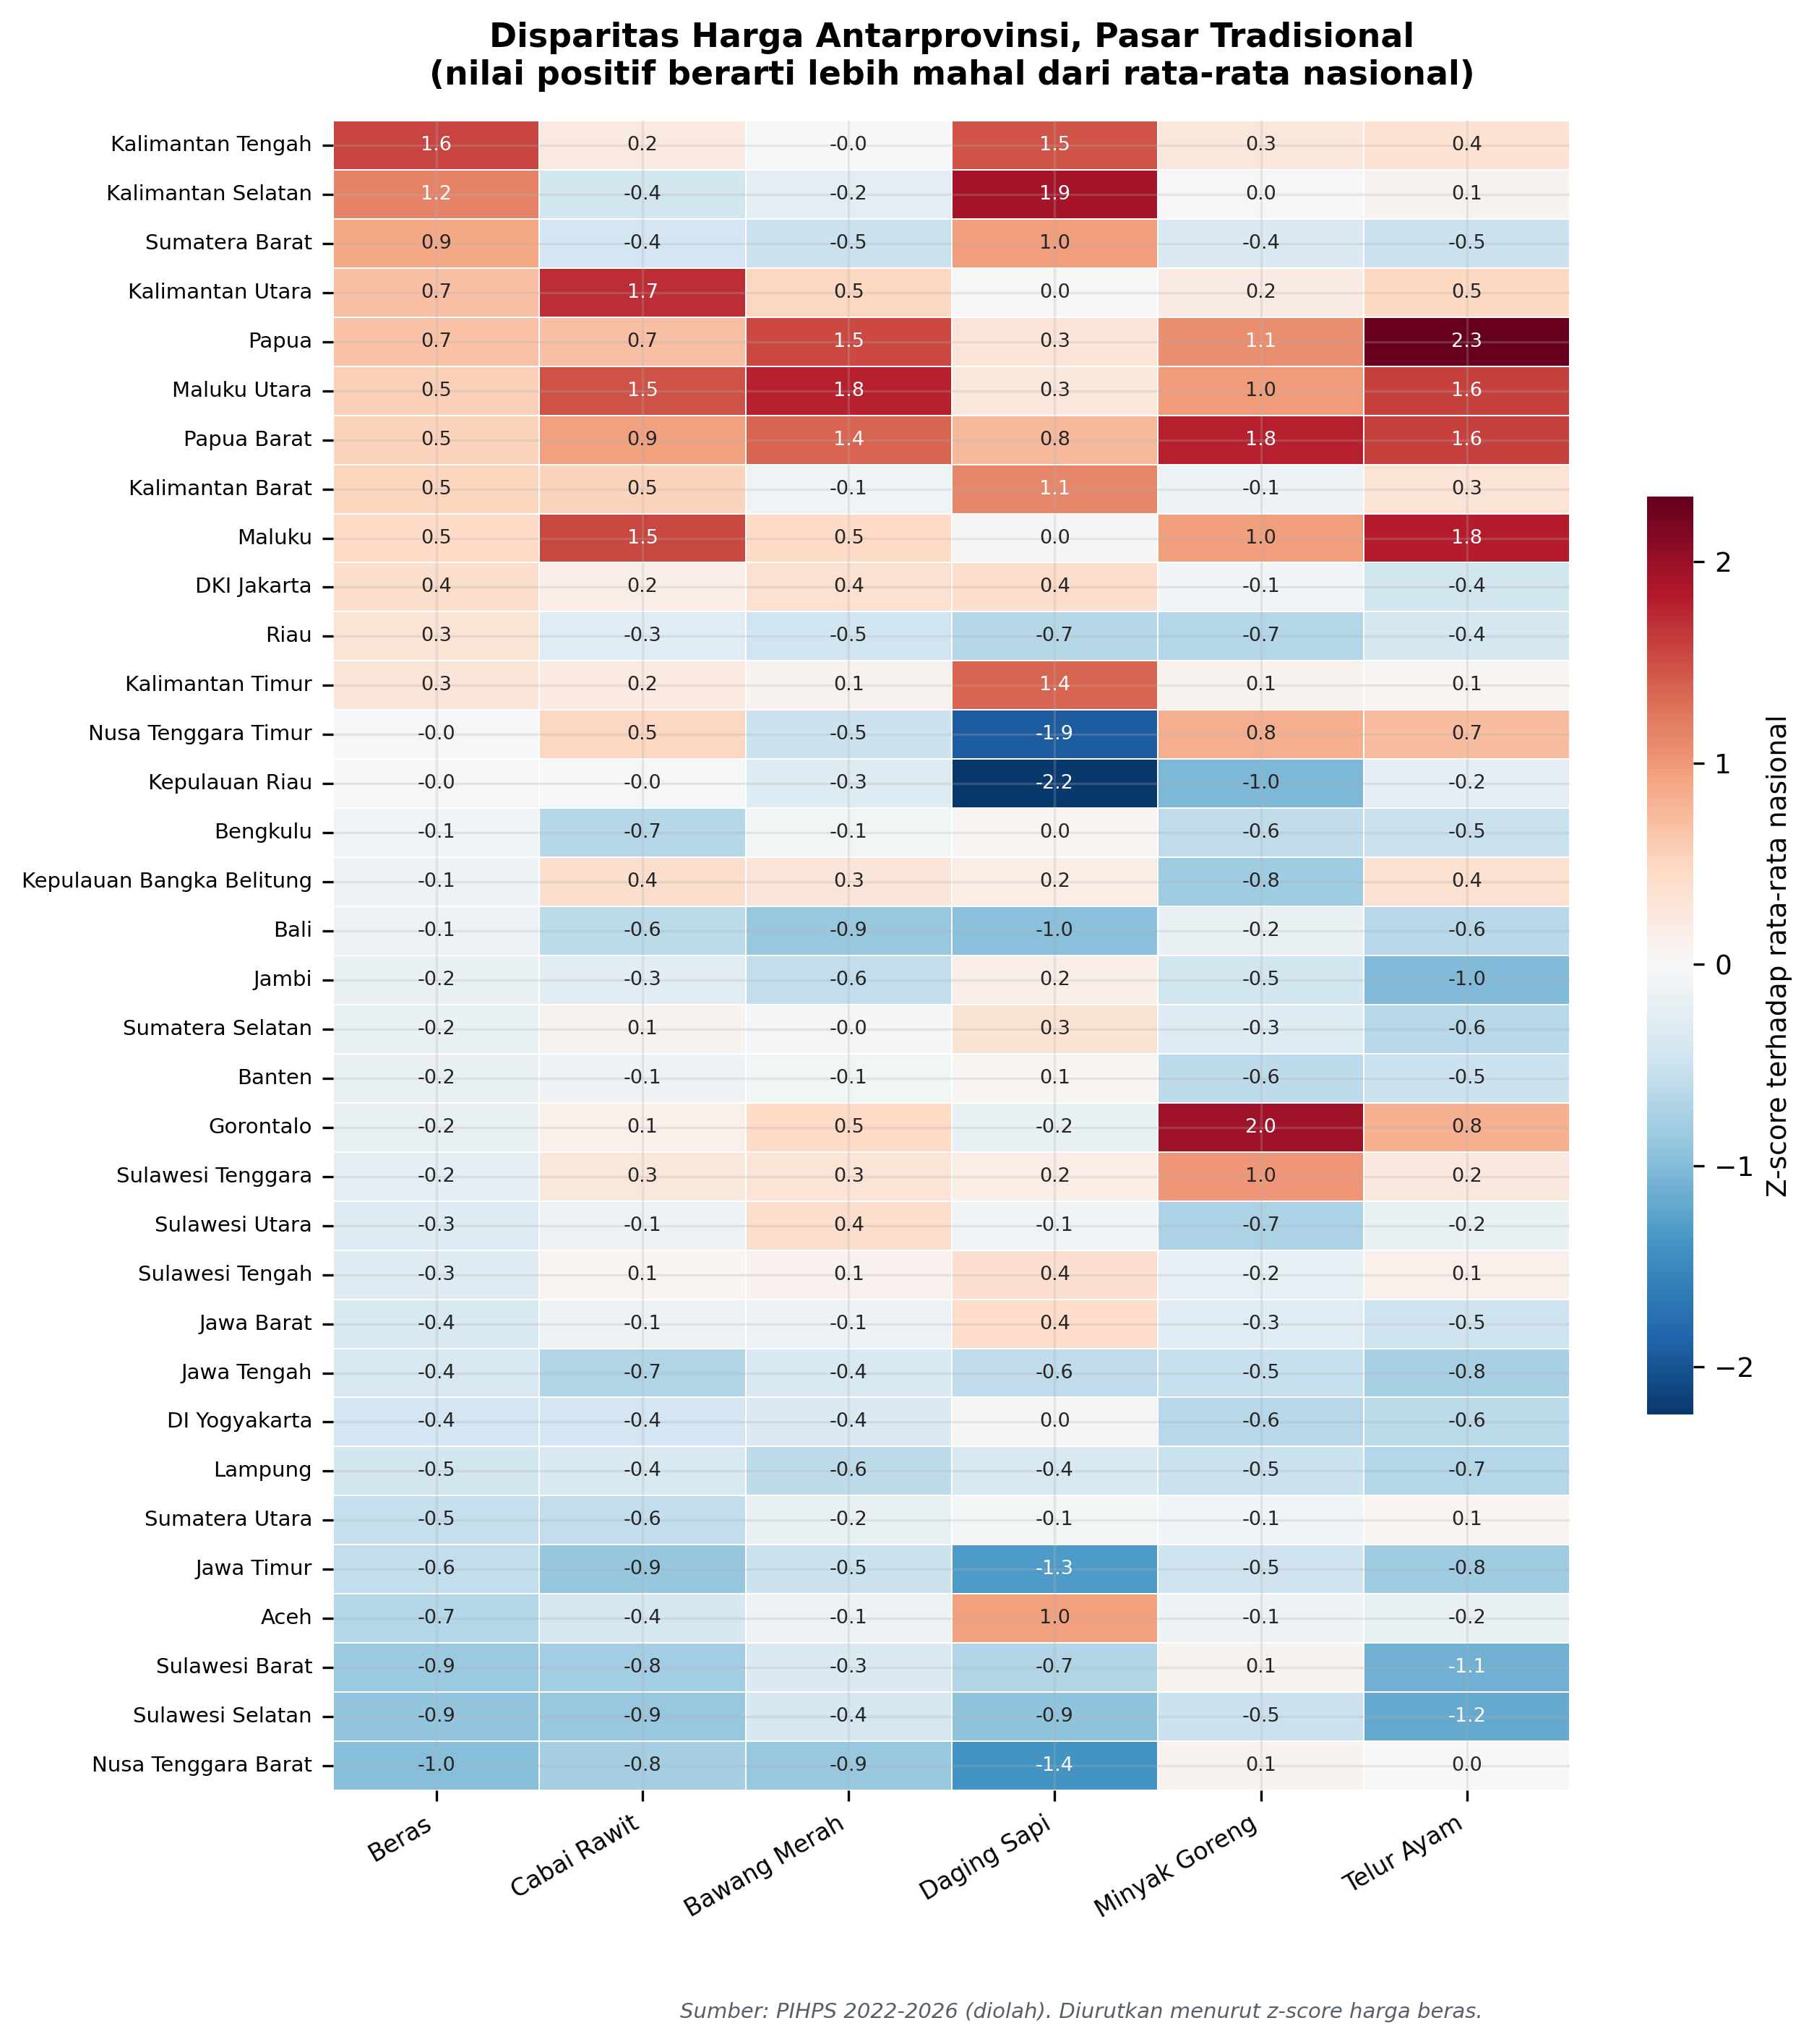 Disparitas Harga Antarprovinsi, Pasar Tradisional
(nilai positif berarti lebih mahal dari rata-rata nasional)
Kalimantan Tengah 1.6 0.2 -0.0 1.5 0.3 0.4
Kalimantan Selatan 1.2 -0.4 -0.2 1.9 0.0 0.1
Sumatera Barat 0.9 -0.4 -0.5 1.0 -0.4 -0.5
Kalimantan Utara 0.7 1.7 0.5 0.0 0.2 0.5
Papua 0.7 0.7 1.5 0.3 1.1 2.3
Maluku Utara 0.5 1.5 1.8 0.3 1.0 1.6
Papua Barat 0.5 0.9 1.4 0.8 1.8 1.6
Kalimantan Barat 0.5 0.5 -0.1 1.1 -0.1 0.3
Maluku 0.5 1.5 0.5 0.0 1.0 1.8
DKI Jakarta 0.4 0.2 0.4 0.4 -0.1 -0.4
Riau 0.3 -0.3 -0.5 -0.7 -0.7 -0.4
Kalimantan Timur 0.3 0.2 0.1 1.4 0.1 0.1
Nusa Tenggara Timur -0.0 0.5 -0.5 -1.9 0.8 0.7
Kepulauan Riau -0.0 -0.0 -0.3 -2.2 -1.0 -0.2
Bengkulu -0.1 -0.7 -0.1 0.0 -0.6 -0.5
Kepulauan Bangka Belitung -0.1 0.4 0.3 0.2 -0.8 0.4
Bali -0.1 -0.6 -0.9 -1.0 -0.2 -0.6
Jambi -0.2 -0.3 -0.6 0.2 -0.5 -1.0
Sumatera Selatan -0.2 0.1 -0.0 0.3 -0.3 -0.6
Banten -0.2 -0.1 -0.1 0.1 -0.6 -0.5
Gorontalo -0.2 0.1 0.5 -0.2 2.0 0.8
Sulawesi Tenggara -0.2 0.3 0.3 0.2 1.0 0.2
Sulawesi Utara -0.3 -0.1 0.4 -0.1 -0.7 -0.2
Sulawesi Tengah -0.3 0.1 0.1 0.4 -0.2 0.1
Jawa Barat -0.4 -0.1 -0.1 0.4 -0.3 -0.5
Jawa Tengah -0.4 -0.7 -0.4 -0.6 -0.5 -0.8
DI Yogyakarta -0.4 -0.4 -0.4 0.0 -0.6 -0.6
Lampung -0.5 -0.4 -0.6 -0.4 -0.5 -0.7
Sumatera Utara -0.5 -0.6 -0.2 -0.1 -0.1 0.1
Jawa Timur -0.6 -0.9 -0.5 -1.3 -0.5 -0.8
Aceh -0.7 -0.4 -0.1 1.0 -0.1 -0.2
Sulawesi Barat -0.9 -0.8 -0.3 -0.7 0.1 -1.1
Sulawesi Selatan -0.9 -0.9 -0.4 -0.9 -0.5 -1.2
Nusa Tenggara Barat -1.0 -0.8 -0.9 -1.4 0.1 0.0
Beras Cabai Rawit Bawang Merah Daging Sapi Minyak Goreng Telur Ayam
2
1
0
−1
−2
Z-score terhadap rata-rata nasional
Sumber: PIHPS 2022-2026 (diolah). Diurutkan menurut z-score harga beras.